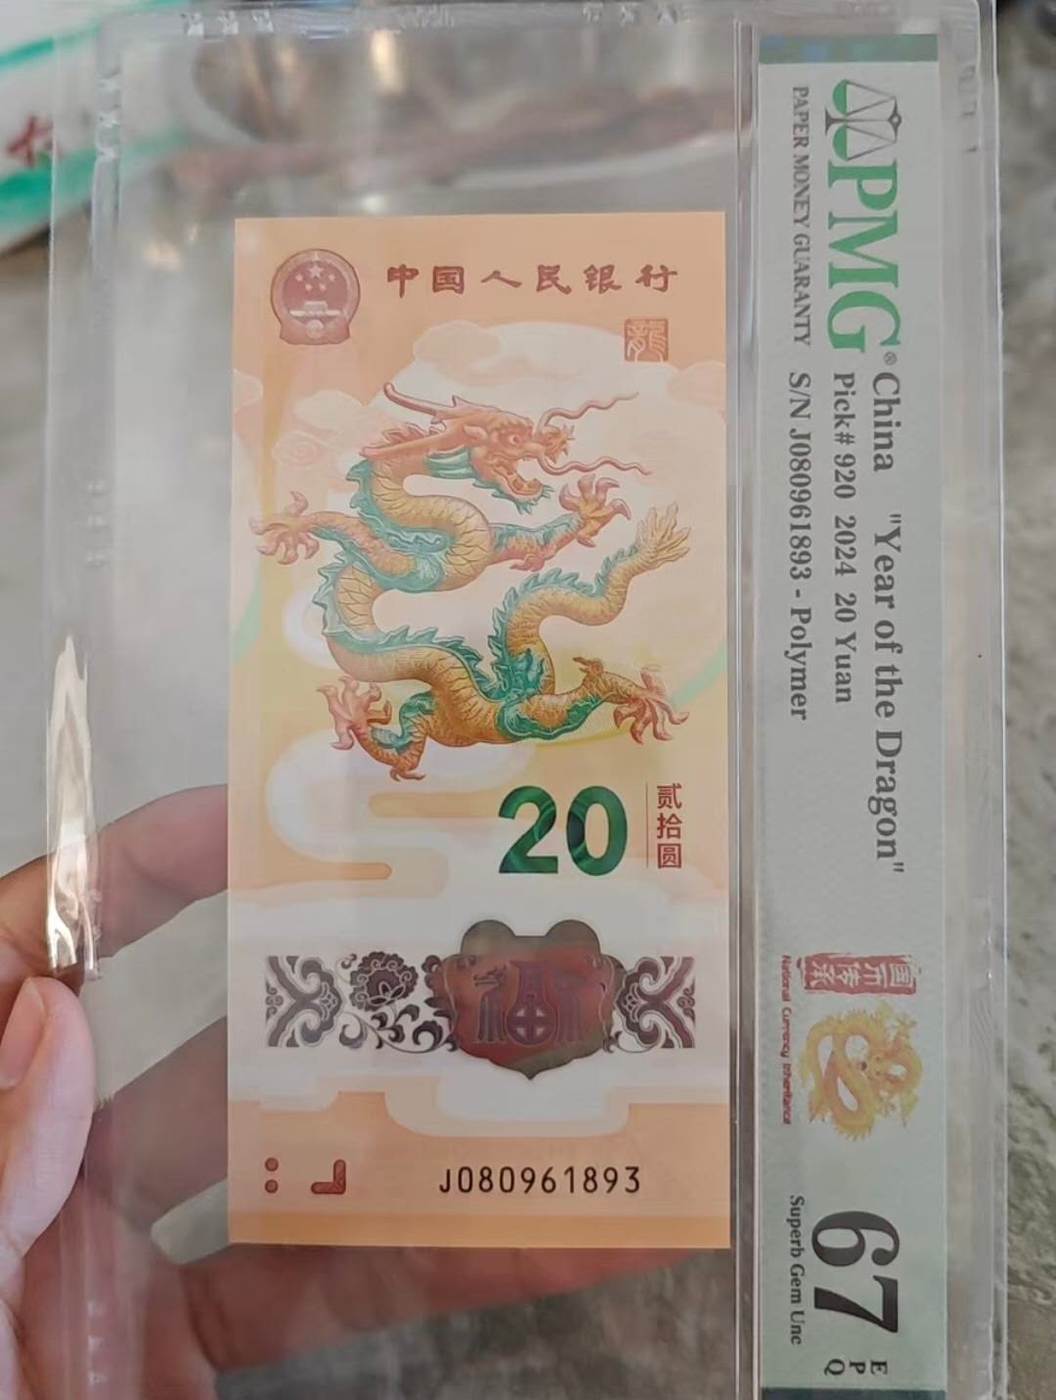 中国人民银行
龍
20
贰拾圆
福
J080961893
PMG®
PAPER MONEY GUARANTY
China "Year of the Dragon"
Pick# 920 2024 20 Yuan
S/N J080961893 - Polymer
国币传承
National Currency Inheritance
67
EPQ
Superb Gem Unc